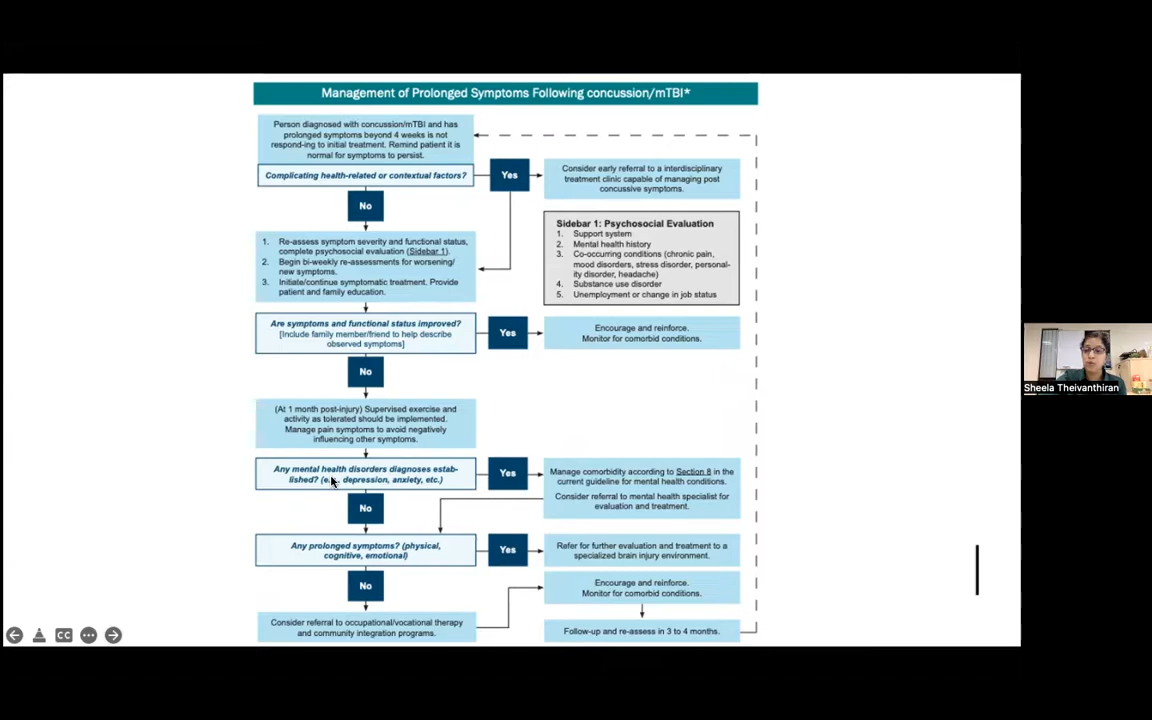 Management of Prolonged Symptoms Following concussion/mTBI*
Person diagnosed with concussion/mTBI and has
prolonged symptoms beyond 4 weeks is not
respond-ing to initial treatment. Remind patient it is
normal for symptoms to persist.
Complicating health-related or contextual factors?
Yes
Consider early referral to a interdisciplinary
treatment clinic capable of managing post
concussive symptoms.
No
Sidebar 1: Psychosocial Evaluation
1. Support system
2. Mental health history
3. Co-occurring conditions (chronic pain,
mood disorders, stress disorder, personal-
ity disorder, headache)
4. Substance use disorder
5. Unemployment or change in job status
1. Re-assess symptom severity and functional status,
complete psychosocial evaluation (Sidebar 1).
2. Begin bi-weekly re-assessments for worsening/
new symptoms.
3. Initiate/continue symptomatic treatment. Provide
patient and family education.
Are symptoms and functional status improved?
[Include family member/friend to help describe
observed symptoms]
Yes
Encourage and reinforce.
Monitor for comorbid conditions.
No
(At 1 month post-injury) Supervised exercise and
activity as tolerated should be implemented.
Manage pain symptoms to avoid negatively
influencing other symptoms.
Any mental health disorders diagnoses estab-
lished? depression, anxiety, etc.)
Yes
Manage comorbidity according to Section 8 in the
current guideline for mental health conditions.
Consider referral to mental health specialist for
evaluation and treatment.
No
Any prolonged symptoms? (physical,
cognitive, emotional)
Yes
Refer for further evaluation and treatment to a
specialized brain injury environment.
No
Encourage and reinforce.
Monitor for comorbid conditions.
Consider referral to occupational/vocational therapy
and community integration programs.
Follow-up and re-assess in 3 to 4 months.
CC
Sheela Theivanthiran